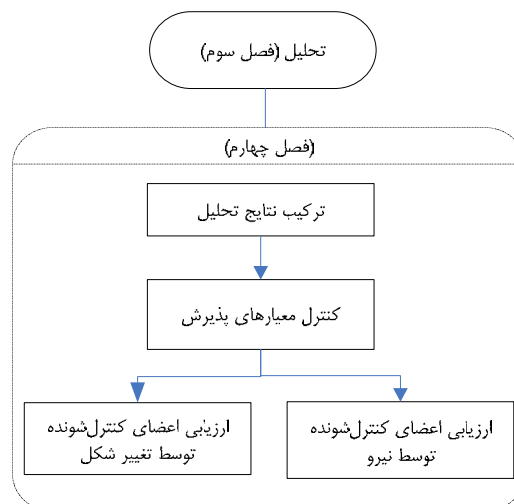 تحلیل (فصل سوم)
(فصل چهارم)
ترکیب نتایج تحلیل
کنترل معیارهای پذیرش
ارزیابی اعضای کنترل‌شونده
توسط نیرو
ارزیابی اعضای کنترل‌شونده
توسط تغییر شکل